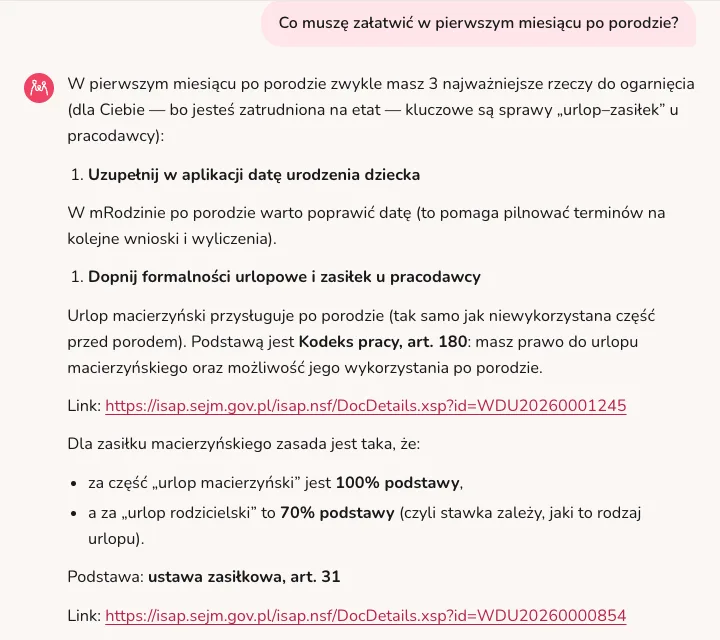 Co muszę załatwić w pierwszym miesiącu po porodzie?
W pierwszym miesiącu po porodzie zwykle masz 3 najważniejsze rzeczy do ogarnięcia
(dla Ciebie — bo jesteś zatrudniona na etat — kluczowe są sprawy „urlop–zasiłek” u
pracodawcy):
1. Uzupełnij w aplikacji datę urodzenia dziecka
W mRodzinie po porodzie warto poprawić datę (to pomaga pilnować terminów na
kolejne wnioski i wyliczenia).
1. Dopnij formalności urlopowe i zasiłek u pracodawcy
Urlop macierzyński przysługuje po porodzie (tak samo jak niewykorzystana część
przed porodem). Podstawą jest Kodeks pracy, art. 180: masz prawo do urlopu
macierzyńskiego oraz możliwość jego wykorzystania po porodzie.
Link: https://isap.sejm.gov.pl/isap.nsf/DocDetails.xsp?id=WDU20260001245
Dla zasiłku macierzyńskiego zasada jest taka, że:
• za część „urlop macierzyński” jest 100% podstawy,
• a za „urlop rodzicielski” to 70% podstawy (czyli stawka zależy, jaki to rodzaj
urlopu).
Podstawa: ustawa zasiłkowa, art. 31
Link: https://isap.sejm.gov.pl/isap.nsf/DocDetails.xsp?id=WDU20260000854